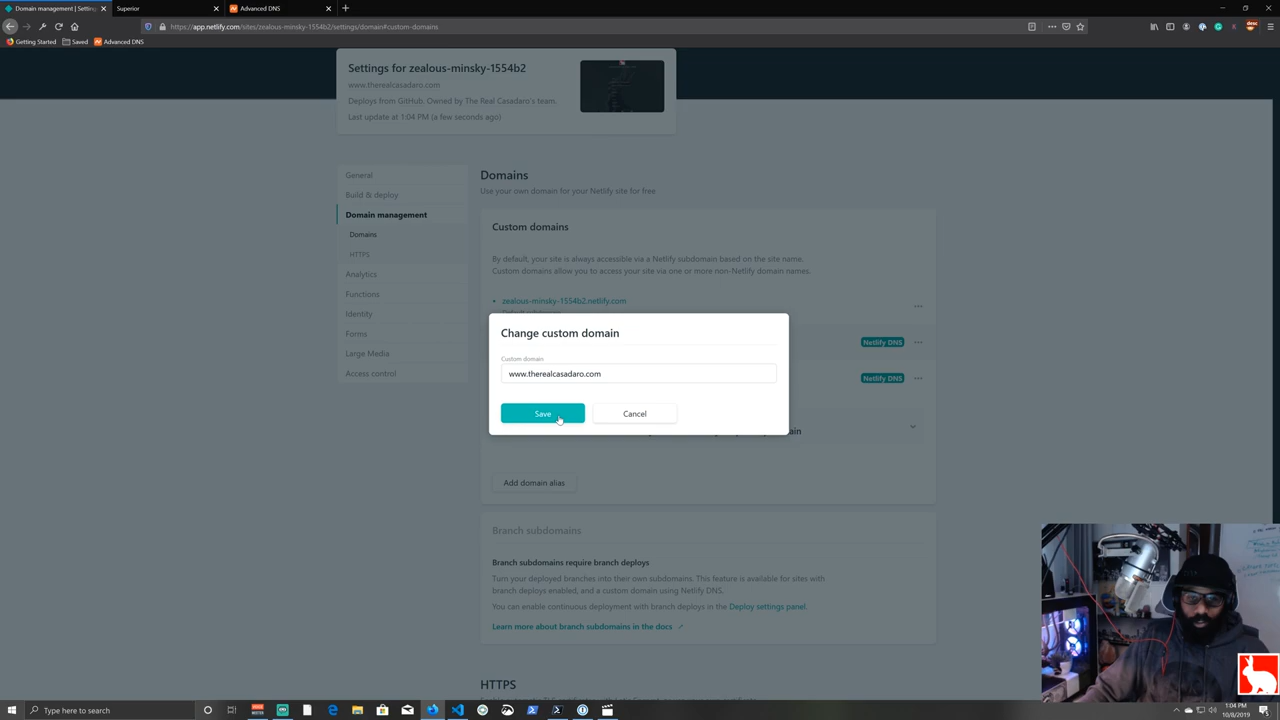 Domain management | Setting
Superior
Advanced DNS
https://app.netlify.com/sites/zealous-minsky-1554b2/settings/domain#custom-domains
Getting Started
Saved
Advanced DNS
Settings for zealous-minsky-1554b2
www.therealcasadaro.com
Deploys from GitHub. Owned by The Real Casadaro's team.
Last update at 1:04 PM (a few seconds ago)
General
Build & deploy
Domain management
Domains
HTTPS
Analytics
Functions
Identity
Forms
Large Media
Access control
Domains
Use your own domain for your Netlify site for free
Custom domains
By default, your site is always accessible via a Netlify subdomain based on the site name.
Custom domains allow you to access your site via one or more non-Netlify domain names.
zealous-minsky-1554b2.netlify.com
Netlify DNS
Netlify DNS
Change custom domain
Custom domain
www.therealcasadaro.com
Save
Cancel
Add domain alias
Branch subdomains
Branch subdomains require branch deploys
Turn your deployed branches into their own subdomains. This feature is available for sites with
branch deploys enabled, and a custom domain using Netlify DNS.
You can enable continuous deployment with branch deploys in the Deploy settings panel.
Learn more about branch subdomains in the docs
HTTPS
Type here to search
1:04 PM
10/8/2019